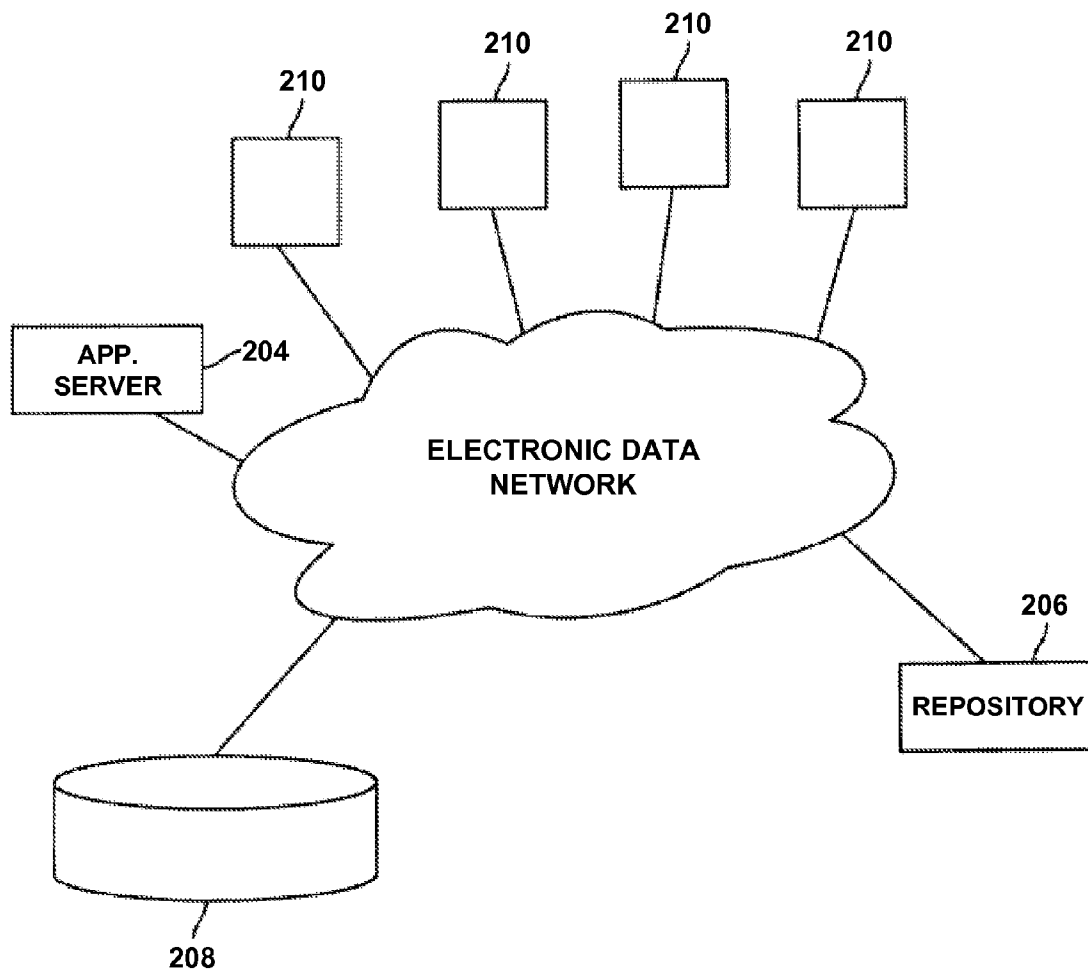 210
210
210
210
APP.
SERVER
204
ELECTRONIC DATA
NETWORK
206
REPOSITORY
208